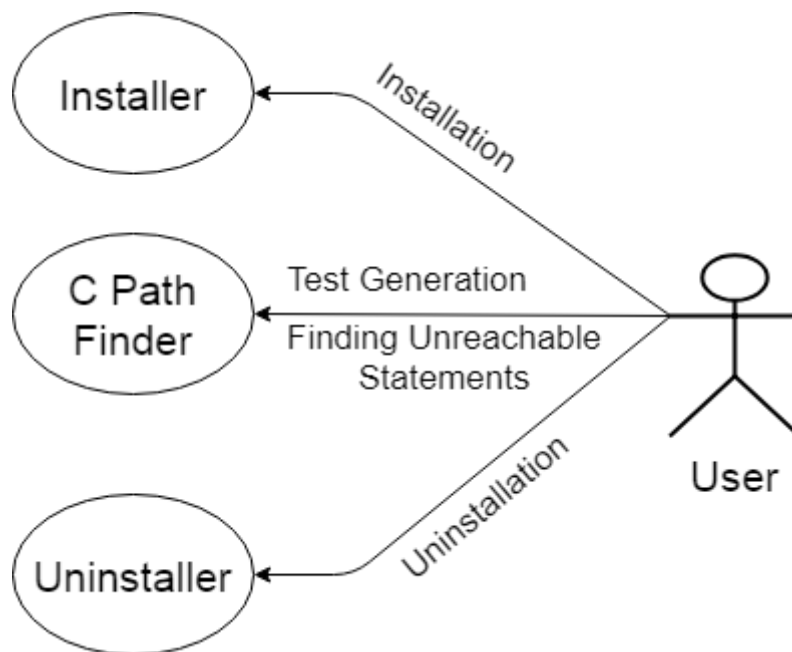 Installer
Installation
C Path
Finder
Test Generation
Finding Unreachable
Statements
User
Uninstallation
Uninstaller